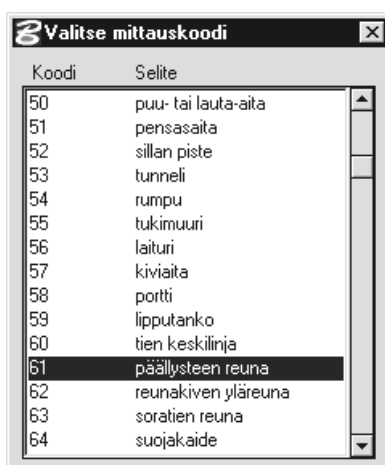 Valitse mittauskoodi
Koodi Selite
50 puu- tai lauta-aita
51 pensasaita
52 sillan piste
53 tunneli
54 rumpu
55 tukimuuri
56 laituri
57 kiviaita
58 portti
59 lipputanko
60 tien keskilinja
61 päällysteen reuna
62 reunakiven yläreuna
63 soratien reuna
64 suojakaide